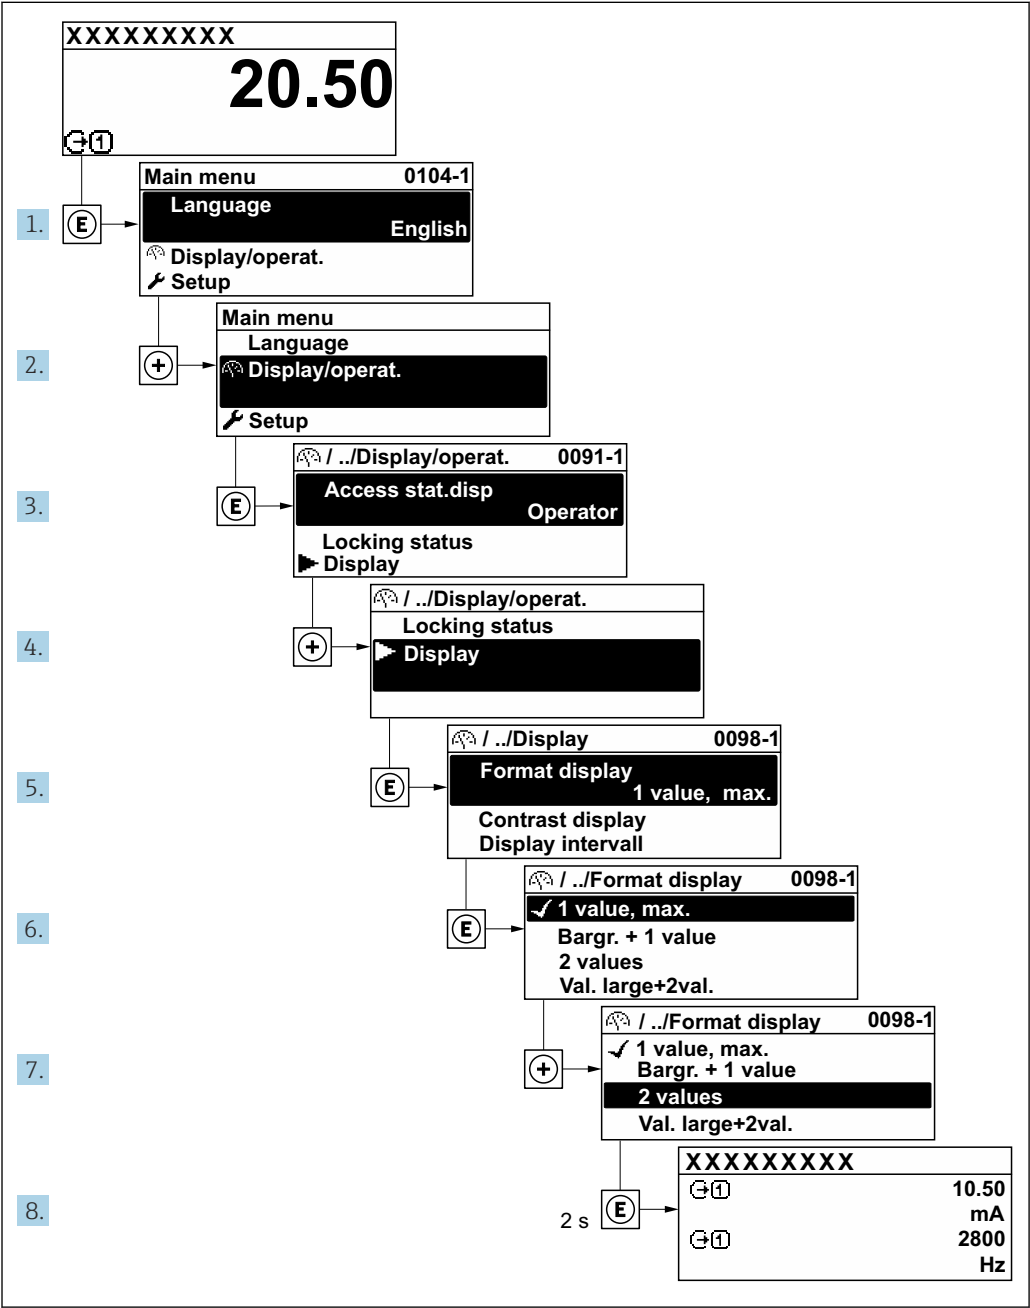 XXXXXXXXX
20.50
1
Main menu 0104-1
Language
1. E English
Display/operat.
Setup
Main menu
Language
2. + Display/operat.
Setup
/ ../Display/operat. 0091-1
Access stat.disp
3. E Operator
Locking status
Display
/ ../Display/operat.
Locking status
4. + Display
/ ../Display 0098-1
Format display
5. E 1 value, max.
Contrast display
Display intervall
/ ../Format display 0098-1
1 value, max.
6. E Bargr. + 1 value
2 values
Val. large+2val.
/ ../Format display 0098-1
1 value, max.
7. + Bargr. + 1 value
2 values
Val. large+2val.
XXXXXXXXX
1 10.50
8. 2 s E mA
1 2800
Hz